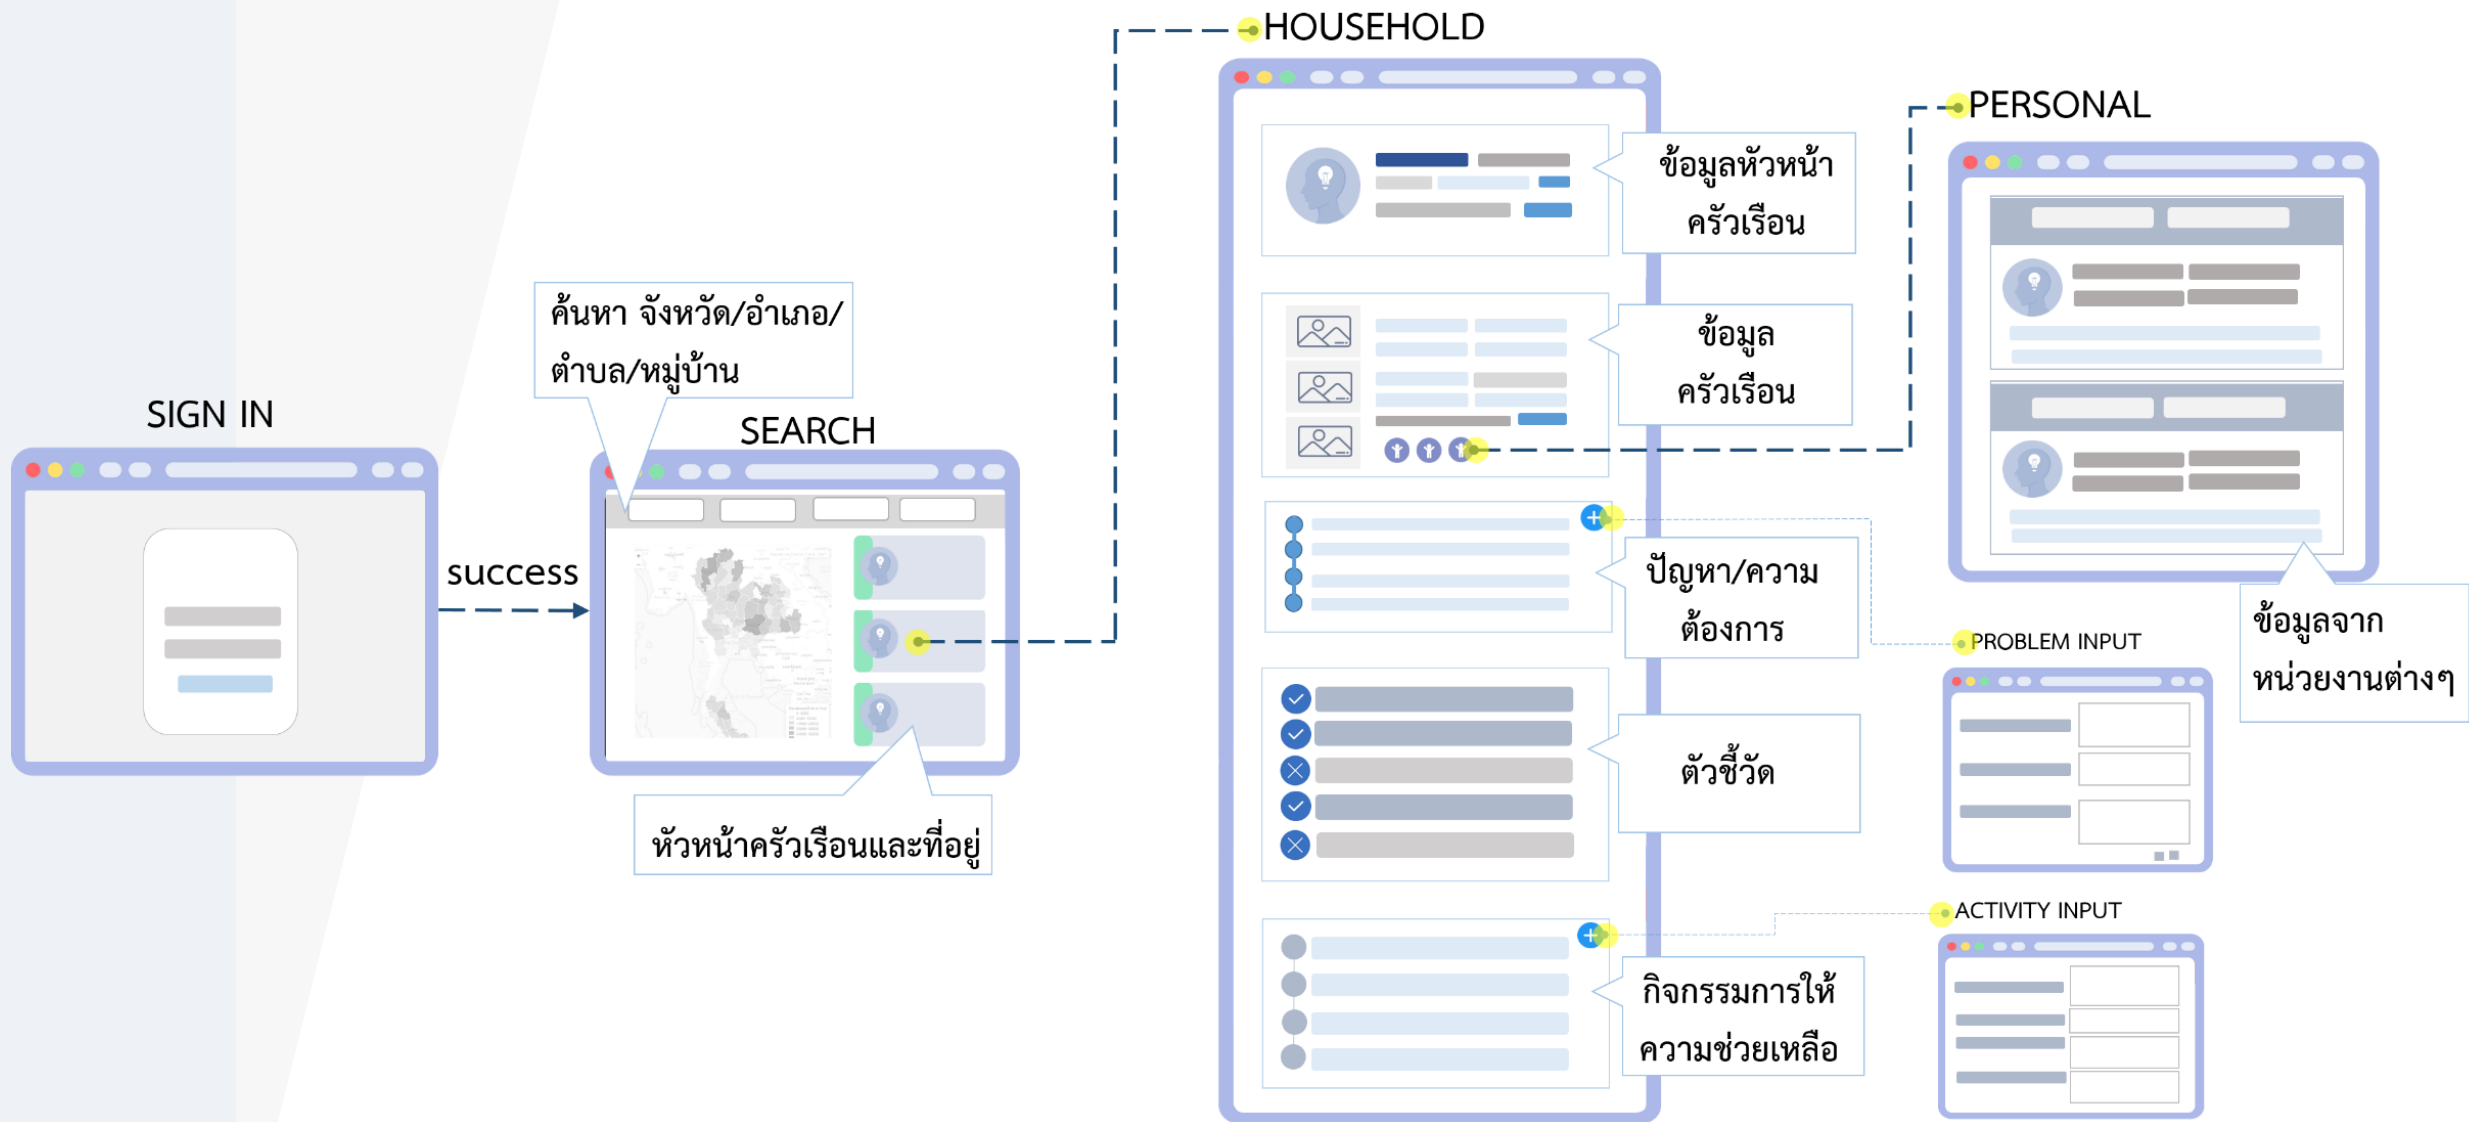 SIGN IN
success
ค้นหา จังหวัด/อำเภอ/
ตำบล/หมู่บ้าน
SEARCH
หัวหน้าครัวเรือนและที่อยู่
HOUSEHOLD
ข้อมูลหัวหน้า
ครัวเรือน
ข้อมูล
ครัวเรือน
ปัญหา/ความ
ต้องการ
ตัวชี้วัด
กิจกรรมการให้
ความช่วยเหลือ
PERSONAL
ข้อมูลจาก
หน่วยงานต่างๆ
PROBLEM INPUT
ACTIVITY INPUT